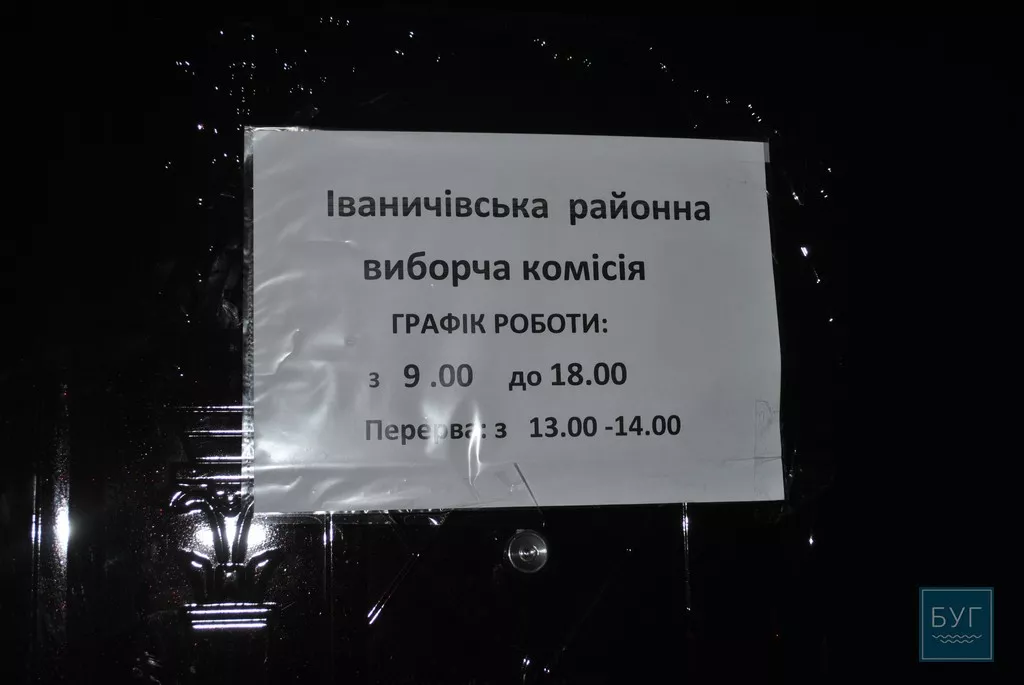 Іваничівська районна
виборча комісія
ГРАФІК РОБОТИ:
з 9 .00 до 18.00
Перерва: з 13.00 -14.00
БУГ